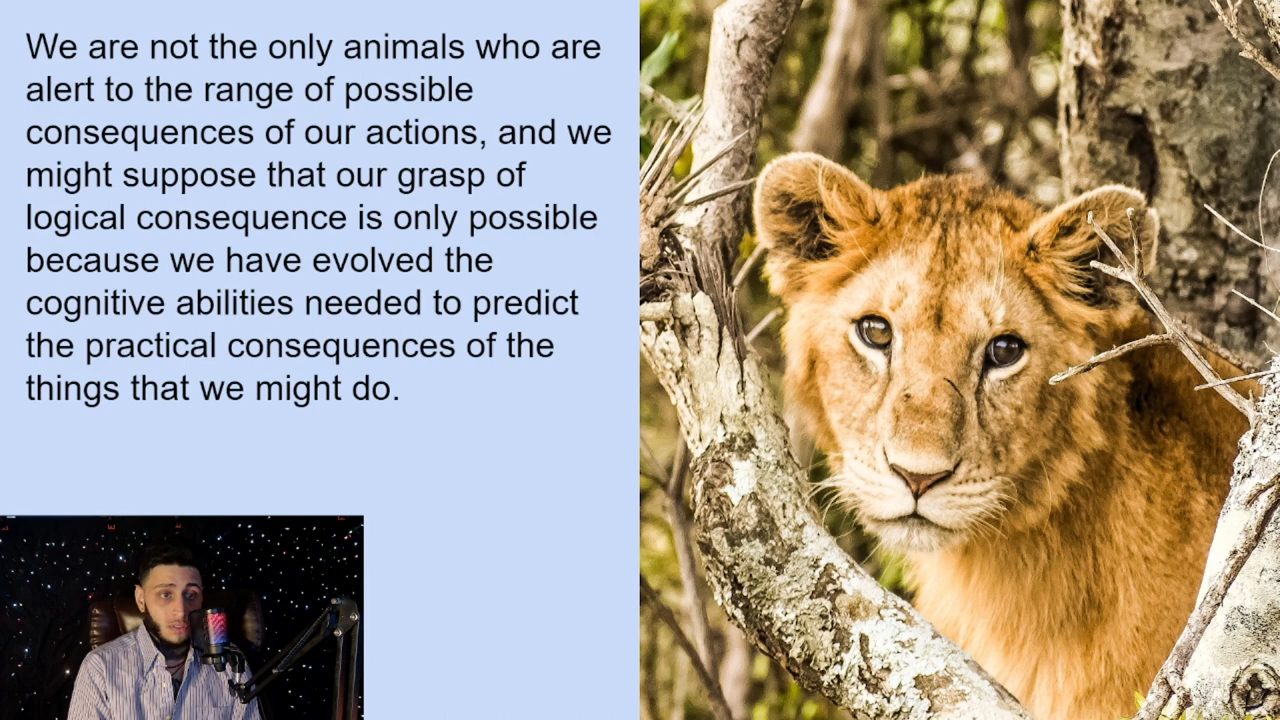 We are not the only animals who are
alert to the range of possible
consequences of our actions, and we
might suppose that our grasp of
logical consequence is only possible
because we have evolved the
cognitive abilities needed to predict
the practical consequences of the
things that we might do.